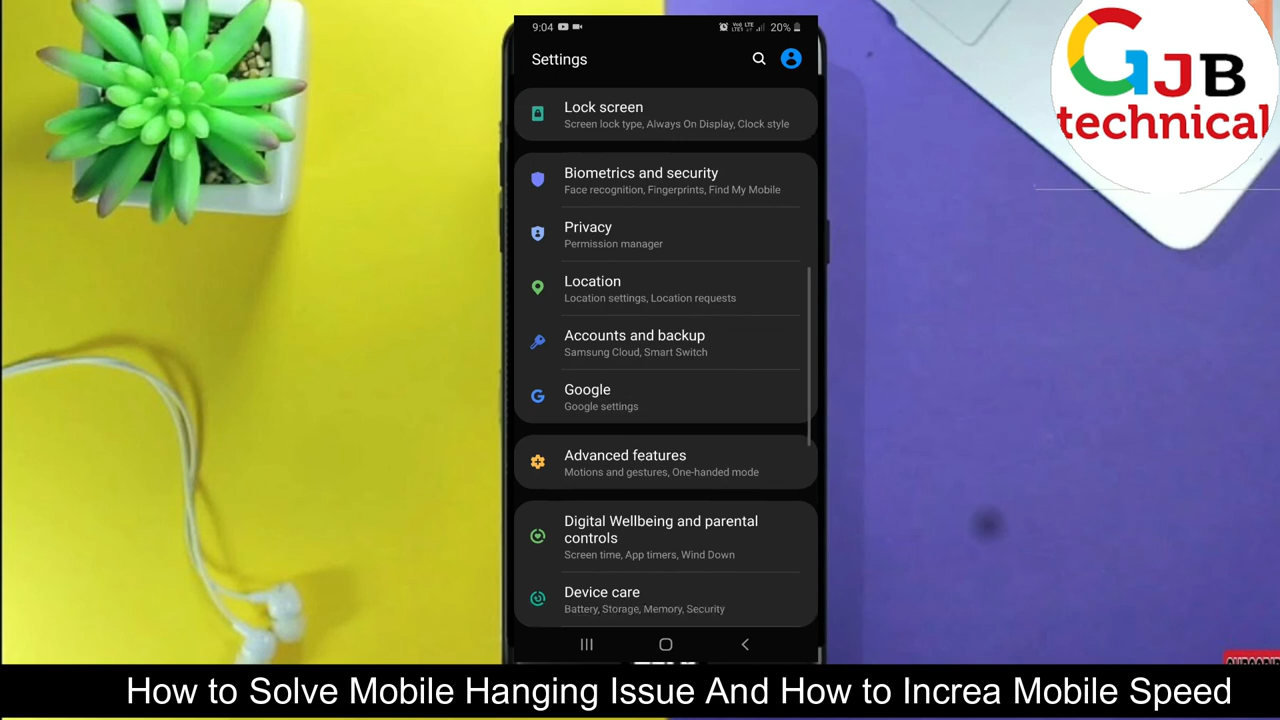 9:04
LTE
20%
Settings
GJB
technical
Lock screen
Screen lock type, Always On Display, Clock style
Biometrics and security
Face recognition, Fingerprints, Find My Mobile
Privacy
Permission manager
Location
Location settings, Location requests
Accounts and backup
Samsung Cloud, Smart Switch
Google
Google settings
Advanced features
Motions and gestures, One-handed mode
Digital Wellbeing and parental
controls
Screen time, App timers, Wind Down
Device care
Battery, Storage, Memory, Security
How to Solve Mobile Hanging Issue And How to Increa Mobile Speed